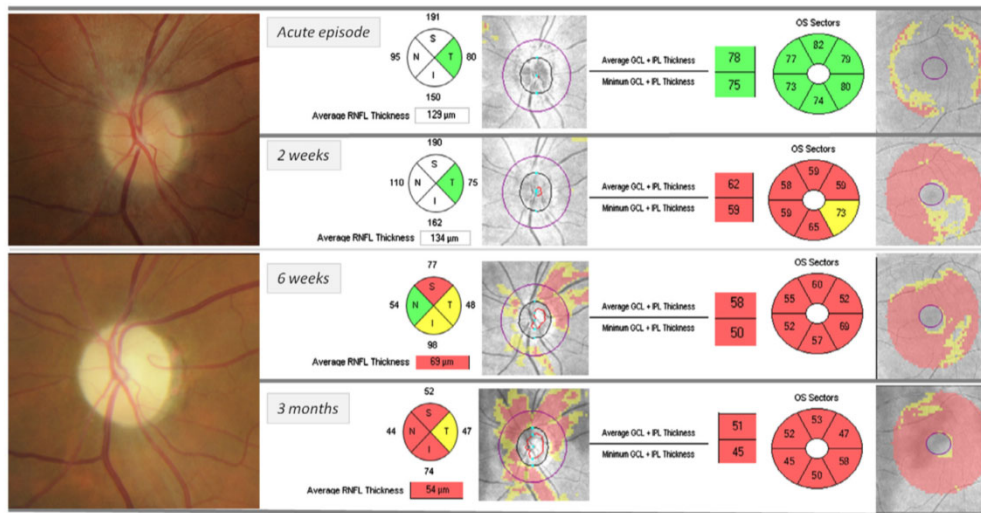 Acute episode
191
S
95 N T 80
I
150
Average RNFL Thickness 129 µm
Average GCL + IPL Thickness 78
Minimum GCL + IPL Thickness 75
OS Sectors
82
77 79
73 80
74
2 weeks
190
S
110 N T 75
I
162
Average RNFL Thickness 134 µm
Average GCL + IPL Thickness 62
Minimum GCL + IPL Thickness 59
OS Sectors
59
58 59
59 73
65
6 weeks
77
S
54 N T 48
I
98
Average RNFL Thickness 69 µm
Average GCL + IPL Thickness 58
Minimum GCL + IPL Thickness 50
OS Sectors
60
55 52
52 69
57
3 months
52
S
44 N T 47
I
74
Average RNFL Thickness 54 µm
Average GCL + IPL Thickness 51
Minimum GCL + IPL Thickness 45
OS Sectors
53
52 47
45 58
50